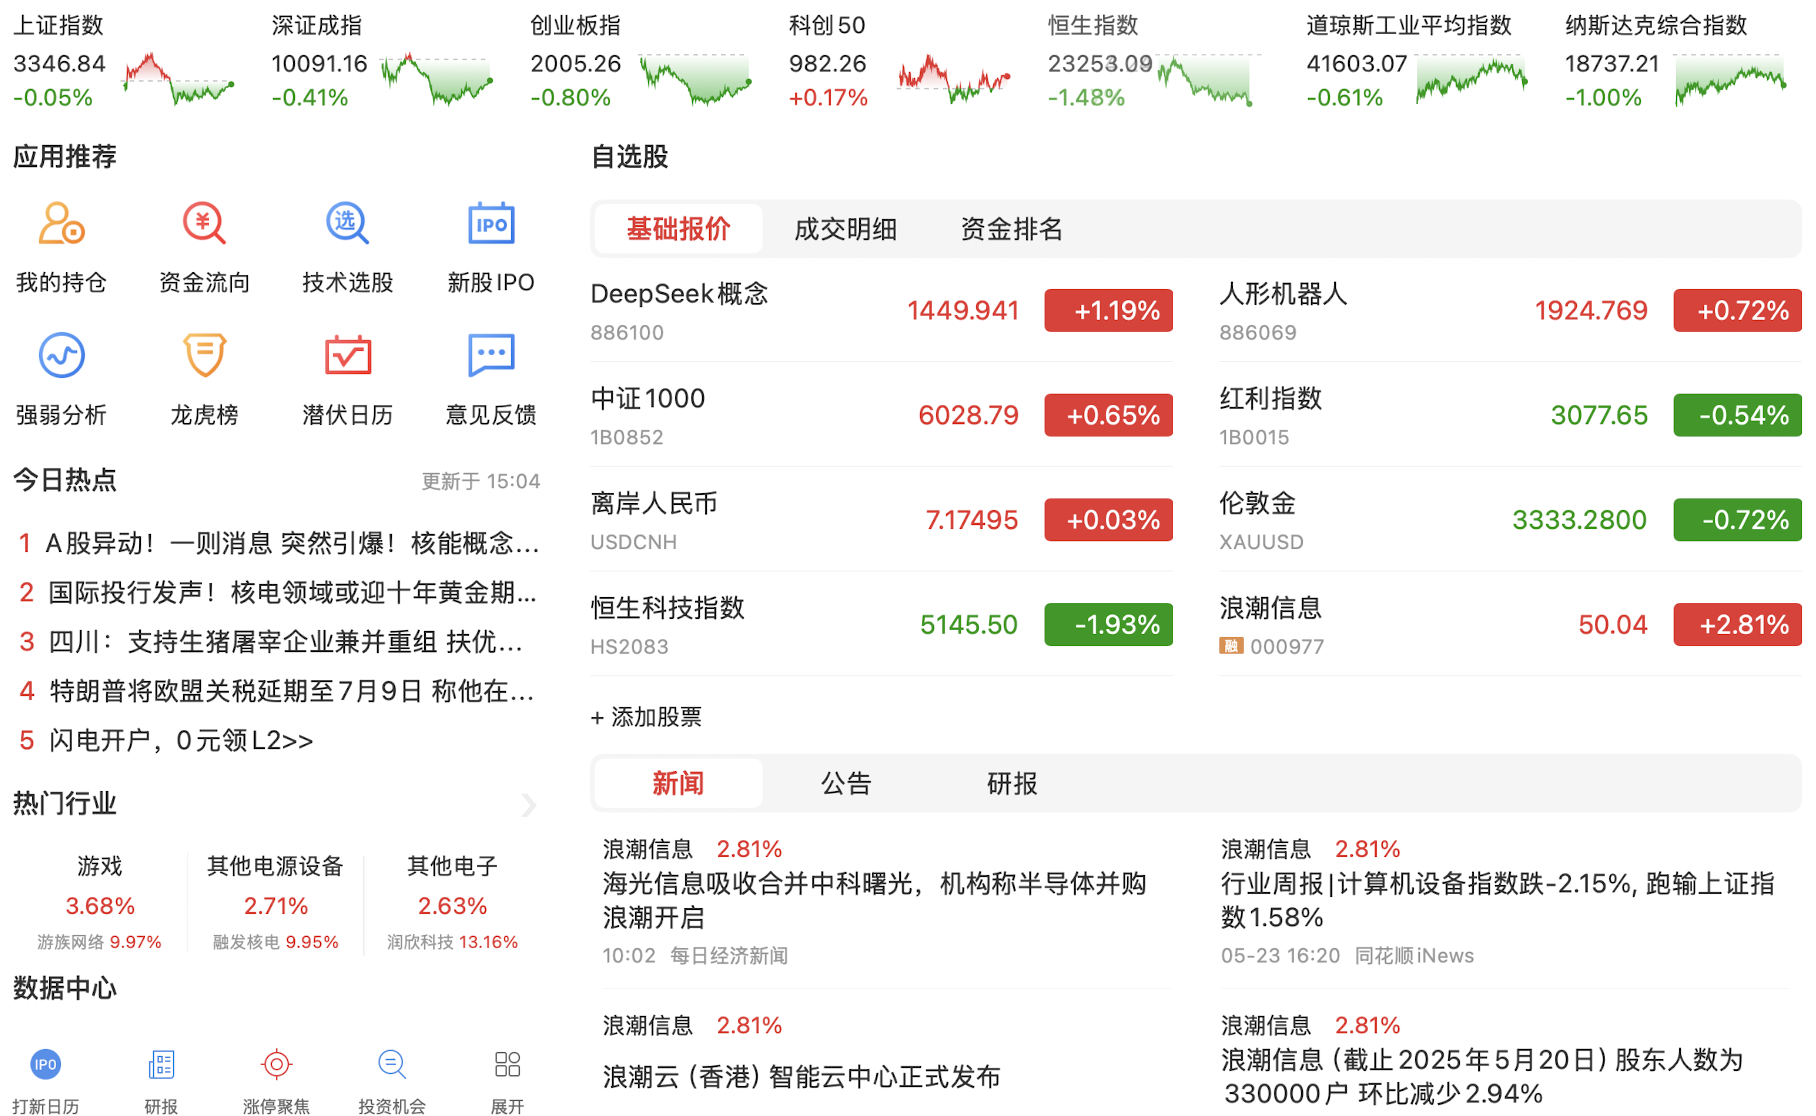 上证指数
3346.84
-0.05%
深证成指
10091.16
-0.41%
创业板指
2005.26
-0.80%
科创50
982.26
+0.17%
恒生指数
23253.09
-1.48%
道琼斯工业平均指数
41603.07
-0.61%
纳斯达克综合指数
18737.21
-1.00%
应用推荐
我的持仓
资金流向
选
技术选股
IPO
新股IPO
强弱分析
龙虎榜
潜伏日历
意见反馈
今日热点
更新于 15:04
1 A股异动！一则消息 突然引爆！核能概念...
2 国际投行发声！核电领域或迎十年黄金期...
3 四川：支持生猪屠宰企业兼并重组 扶优...
4 特朗普将欧盟关税延期至7月9日 称他在...
5 闪电开户，0元领L2>>
热门行业
游戏
3.68%
游族网络 9.97%
其他电源设备
2.71%
融发核电 9.95%
其他电子
2.63%
润欣科技 13.16%
数据中心
IPO
打新日历
研报
涨停聚焦
投资机会
展开
自选股
基础报价
成交明细
资金排名
DeepSeek概念
886100
1449.941
+1.19%
人形机器人
886069
1924.769
+0.72%
中证1000
1B0852
6028.79
+0.65%
红利指数
1B0015
3077.65
-0.54%
离岸人民币
USDCNH
7.17495
+0.03%
伦敦金
XAUUSD
3333.2800
-0.72%
恒生科技指数
HS2083
5145.50
-1.93%
浪潮信息
融 000977
50.04
+2.81%
+ 添加股票
新闻
公告
研报
浪潮信息 2.81%
海光信息吸收合并中科曙光，机构称半导体并购
浪潮开启
10:02 每日经济新闻
浪潮信息 2.81%
行业周报|计算机设备指数跌-2.15%, 跑输上证指
数1.58%
05-23 16:20 同花顺iNews
浪潮信息 2.81%
浪潮云（香港）智能云中心正式发布
浪潮信息 2.81%
浪潮信息（截止2025年5月20日）股东人数为
330000户 环比减少2.94%